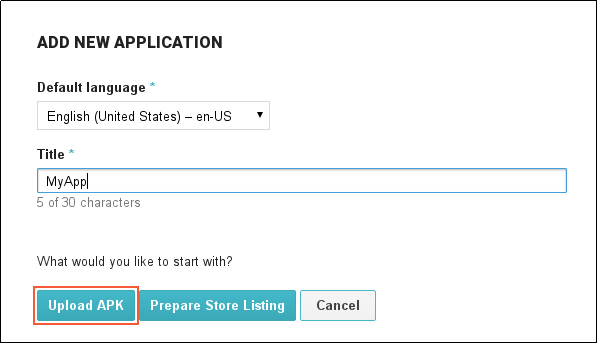 ADD NEW APPLICATION
Default language *
English (United States) – en-US
Title *
MyApp
5 of 30 characters
What would you like to start with?
Upload APK Prepare Store Listing Cancel